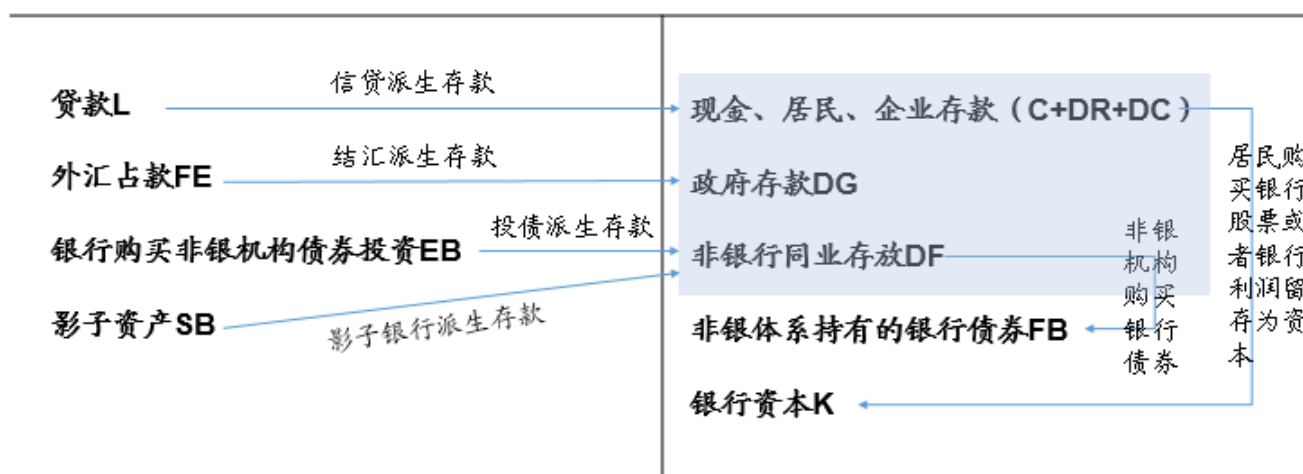 贷款L
信贷派生存款
现金、居民、企业存款（C+DR+DC）
外汇占款FE
结汇派生存款
政府存款DG
银行购买非银机构债券投资EB
投债派生存款
非银行同业存放DF
影子资产SB
影子银行派生存款
非银体系持有的银行债券FB
银行资本K
非银
机构
购买
银行
债券
居民购
买银行
股票或
者银行
利润留
存为资
本